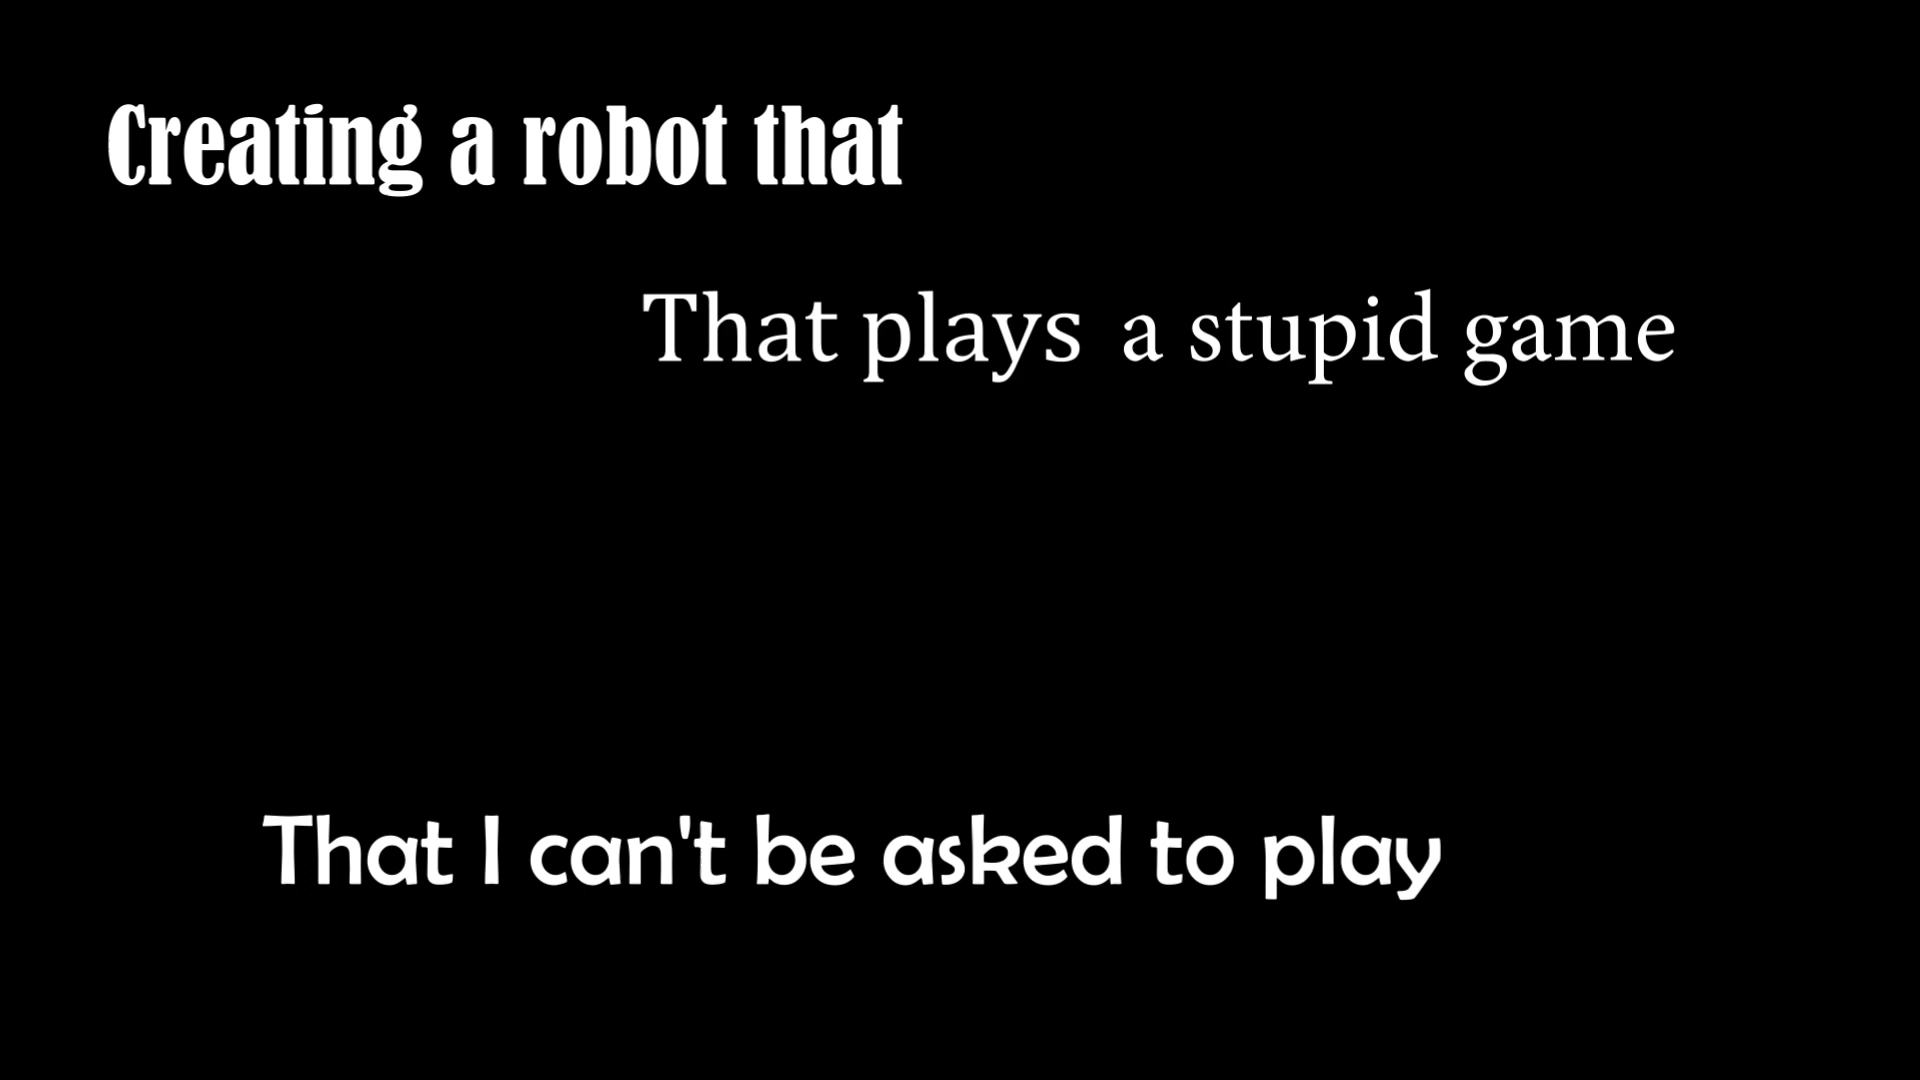 Creating a robot that
That plays a stupid game
That I can't be asked to play